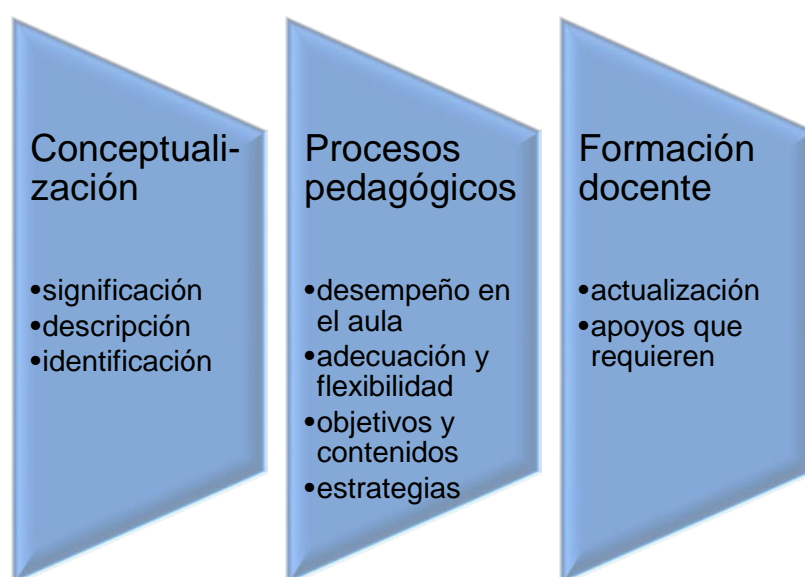 Conceptuali-
zación
•significación
•descripción
•identificación
Procesos
pedagógicos
•desempeño en
el aula
•adecuación y
flexibilidad
•objetivos y
contenidos
•estrategias
Formación
docente
•actualización
•apoyos que
requieren